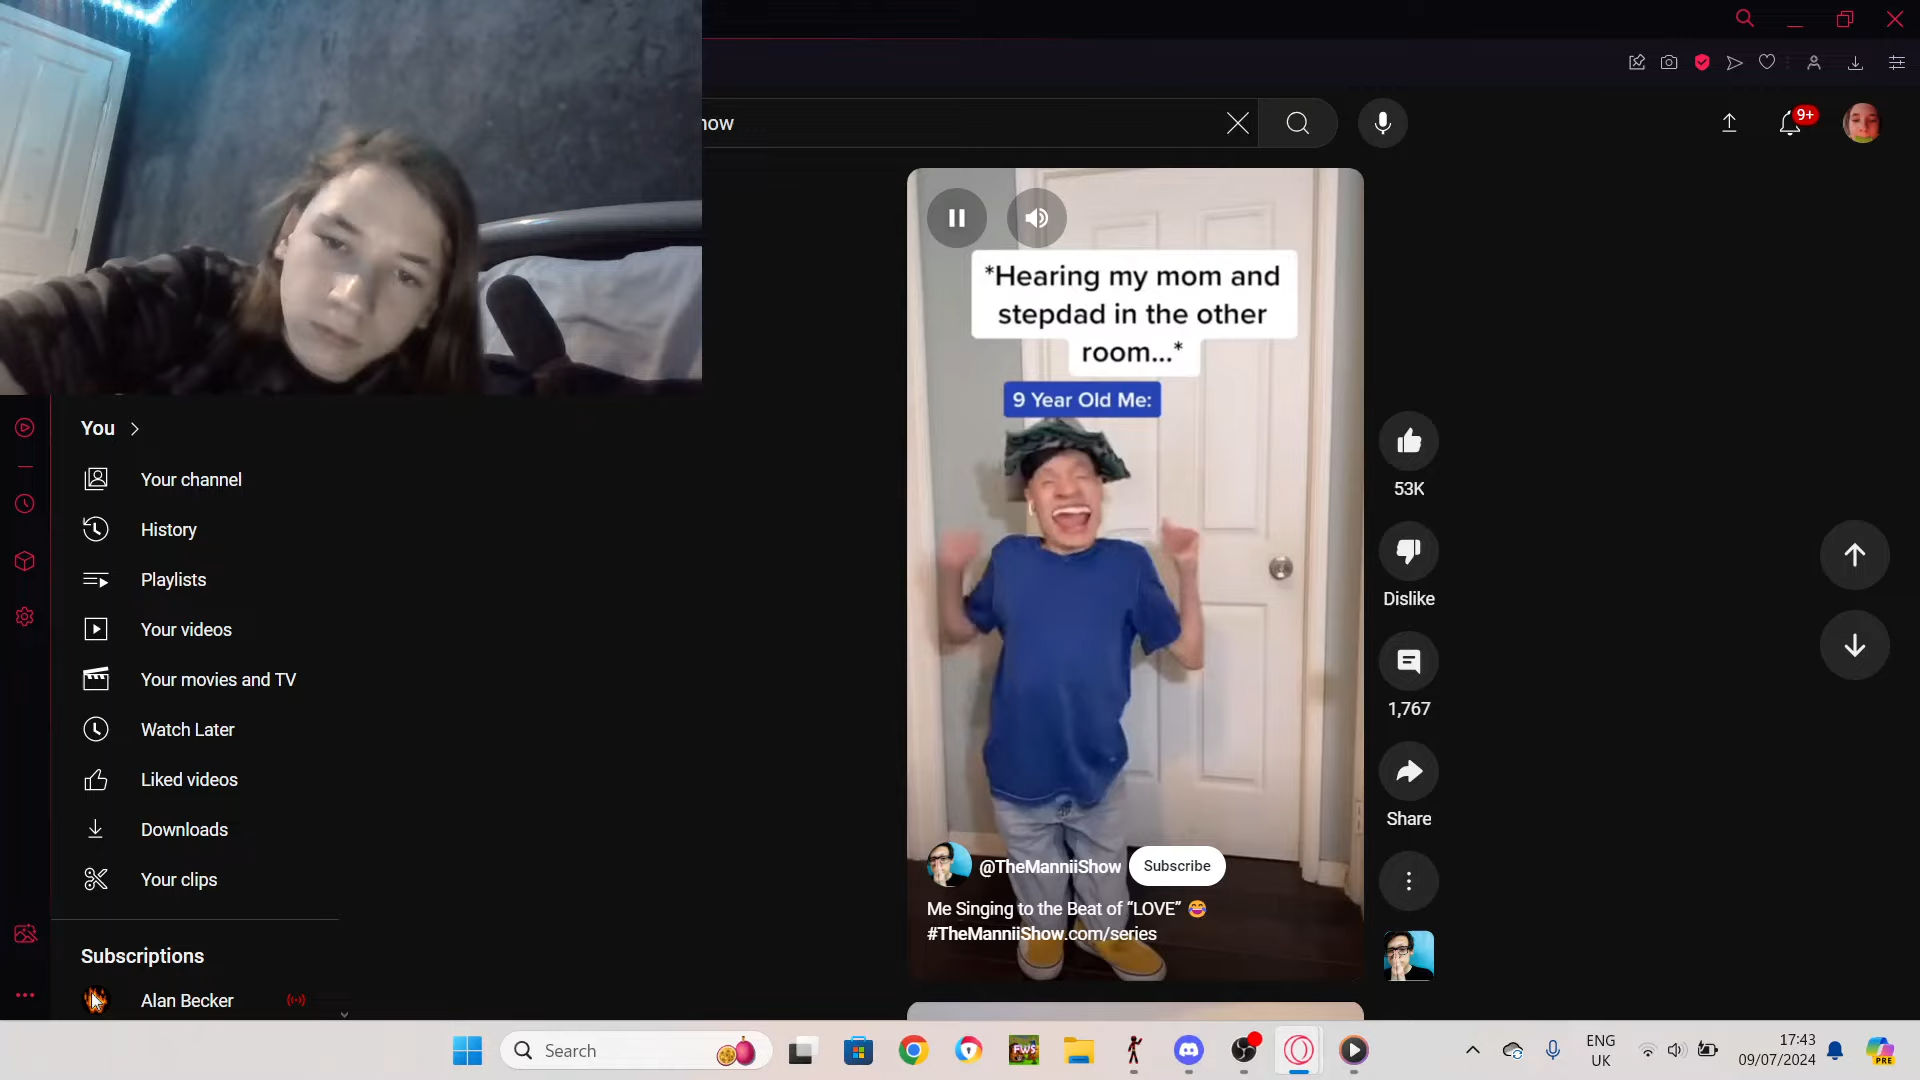 how
9+
*Hearing my mom and
stepdad in the other
room...*
9 Year Old Me:
You
Your channel
History
Playlists
Your videos
Your movies and TV
Watch Later
Liked videos
Downloads
Your clips
Subscriptions
Alan Becker
53K
Dislike
1,767
Share
@TheManniiShow
Subscribe
Me Singing to the Beat of “LOVE” 😂
#TheManniiShow.com/series
Search
FWS
ENG
UK
17:43
09/07/2024
PRE